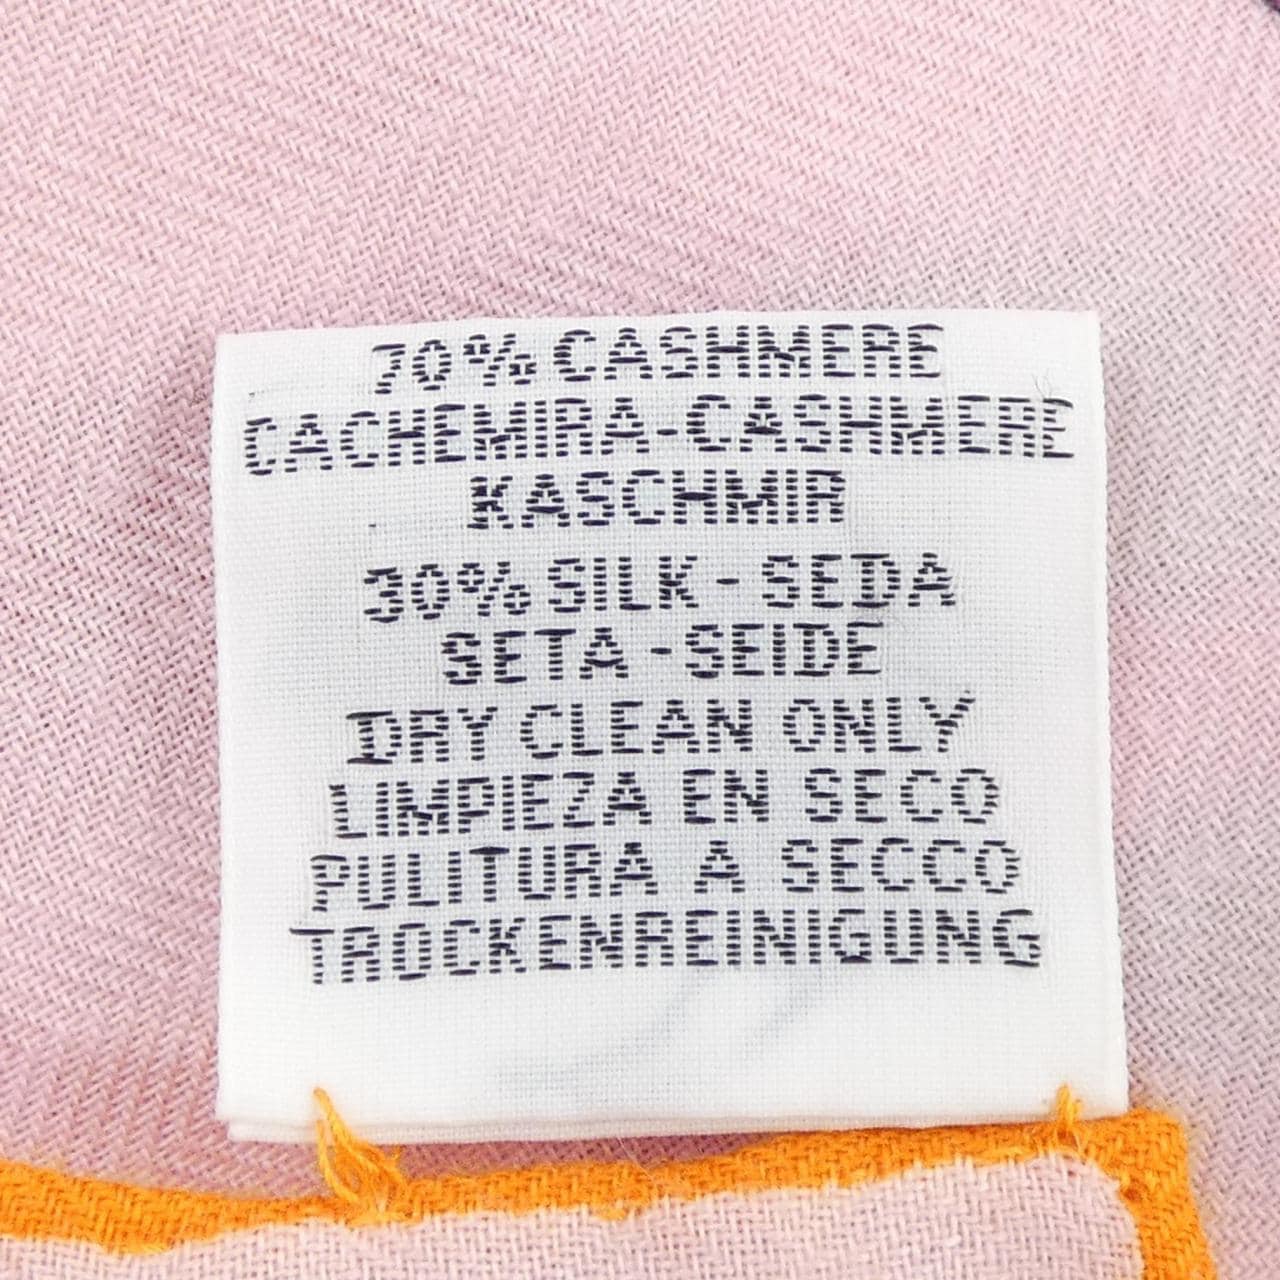 70% CASHMERE
CACHEMIRA-CASHMERE
KASCHMIR
30% SILK - SEDA
SETA - SEIDE
DRY CLEAN ONLY
LIMPIEZA EN SECO
PULITURA A SECCO
TROCKENREINIGUNG